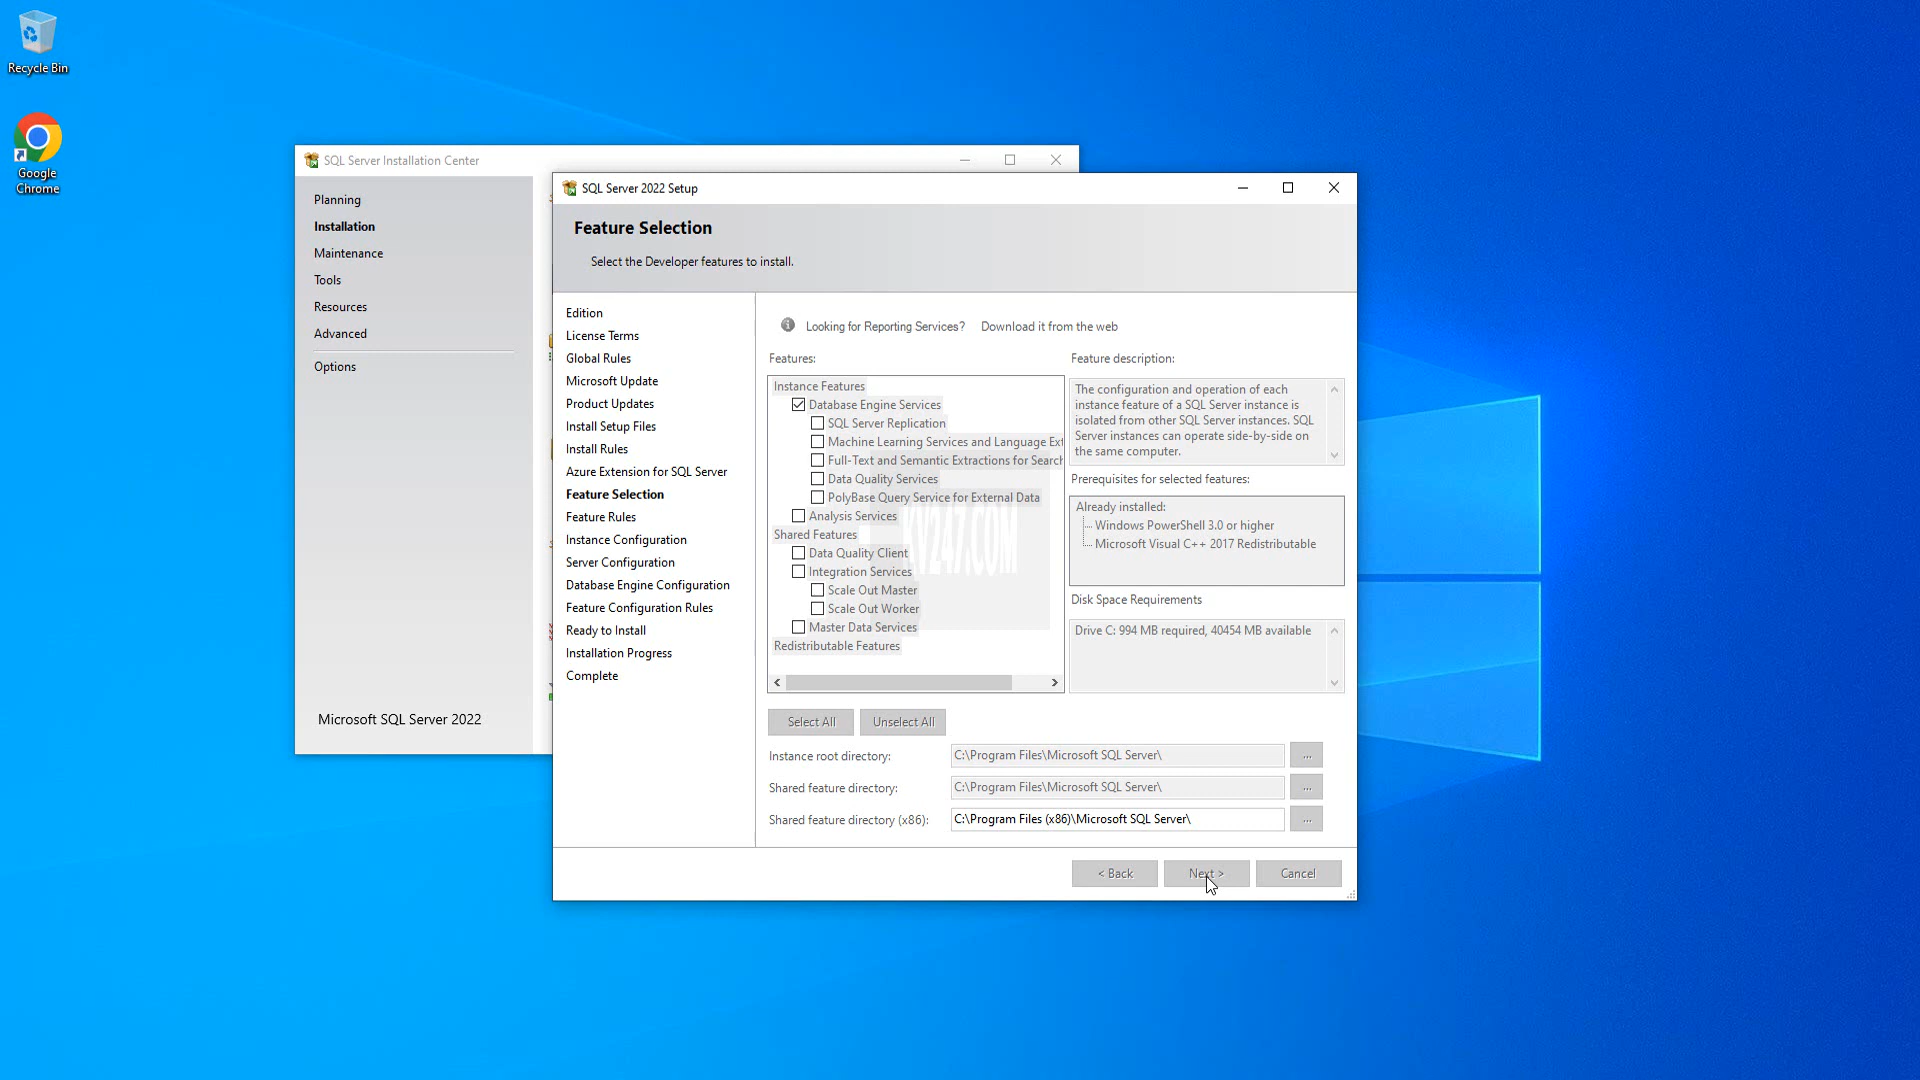 Recycle Bin
Google
Chrome
SQL Server Installation Center
Planning
Installation
Maintenance
Tools
Resources
Advanced
Options
Microsoft SQL Server 2022
SQL Server 2022 Setup
Feature Selection
Select the Developer features to install.
Edition
License Terms
Global Rules
Microsoft Update
Product Updates
Install Setup Files
Install Rules
Azure Extension for SQL Server
Feature Selection
Feature Rules
Instance Configuration
Server Configuration
Database Engine Configuration
Feature Configuration Rules
Ready to Install
Installation Progress
Complete
Looking for Reporting Services? Download it from the web
Features:
Instance Features
Database Engine Services
SQL Server Replication
Machine Learning Services and Language Ext
Full-Text and Semantic Extractions for Search
Data Quality Services
PolyBase Query Service for External Data
Analysis Services
Shared Features
Data Quality Client
Integration Services
Scale Out Master
Scale Out Worker
Master Data Services
Redistributable Features
KV247.COM
Feature description:
The configuration and operation of each
instance feature of a SQL Server instance is
isolated from other SQL Server instances. SQL
Server instances can operate side-by-side on
the same computer.
Prerequisites for selected features:
Already installed:
Windows PowerShell 3.0 or higher
Microsoft Visual C++ 2017 Redistributable
Disk Space Requirements
Drive C: 994 MB required, 40454 MB available
Select All
Unselect All
Instance root directory:
C:\Program Files\Microsoft SQL Server\
...
Shared feature directory:
C:\Program Files\Microsoft SQL Server\
...
Shared feature directory (x86):
C:\Program Files (x86)\Microsoft SQL Server\
...
< Back
Next >
Cancel